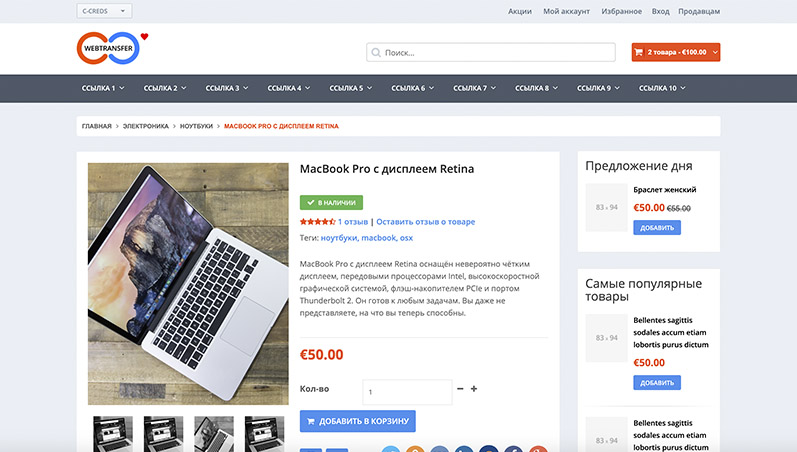 C-CREDS
Акции Мой аккаунт Избранное Вход Продавцам
WEBTRANSFER
Поиск...
2 товара - €100.00
ССЫЛКА 1 ССЫЛКА 2 ССЫЛКА 3 ССЫЛКА 4 ССЫЛКА 5 ССЫЛКА 6 ССЫЛКА 7 ССЫЛКА 8 ССЫЛКА 9 ССЫЛКА 10
ГЛАВНАЯ > ЭЛЕКТРОНИКА > НОУТБУКИ > MACBOOK PRO С ДИСПЛЕЕМ RETINA
MacBook Pro с дисплеем Retina
В НАЛИЧИИ
1 отзыв | Оставить отзыв о товаре
Теги: ноутбуки, macbook, osx
MacBook Pro с дисплеем Retina оснащён невероятно чётким
дисплеем, передовыми процессорами Intel, высокоскоростной
графической системой, флэш-накопителем PCIe и портом
Thunderbolt 2. Он готов к любым задачам. Вы даже не
представляете, на что вы теперь способны.
€50.00
Кол-во 1
ДОБАВИТЬ В КОРЗИНУ
Предложение дня
83 x 94
Браслет женский
€50.00 €55.00
ДОБАВИТЬ
Самые популярные
товары
83 x 94
Bellentes sagittis
sodales accum etiam
lobortis purus dictum
€50.00
ДОБАВИТЬ
83 x 94
Bellentes sagittis
sodales accum etiam
lobortis purus dictum